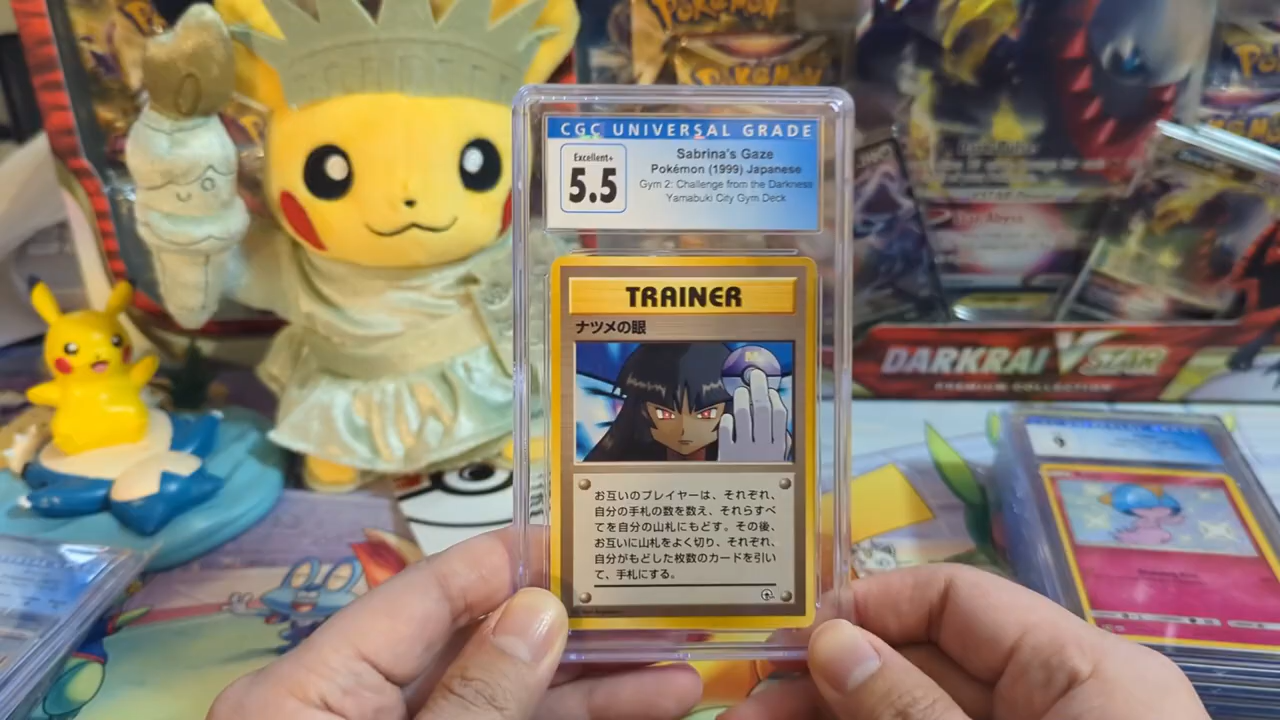 POKÉMON
POKÉMON
CGC UNIVERSAL GRADE
Excellent+
5.5
Sabrina's Gaze
Pokémon (1999) Japanese
Gym 2: Challenge from the Darkness
Yamabuki City Gym Deck
TRAINER
ナツメの眼
お互いのプレイヤーは、それぞれ、
自分の手札の数を数え、それらすべ
てを自分の山札にもどす。その後、
お互いに山札をよく切り、それぞれ、
自分がもどした枚数のカードを引い
て、手札にする。
DARKRAI VSTAR
PREMIUM COLLECTION